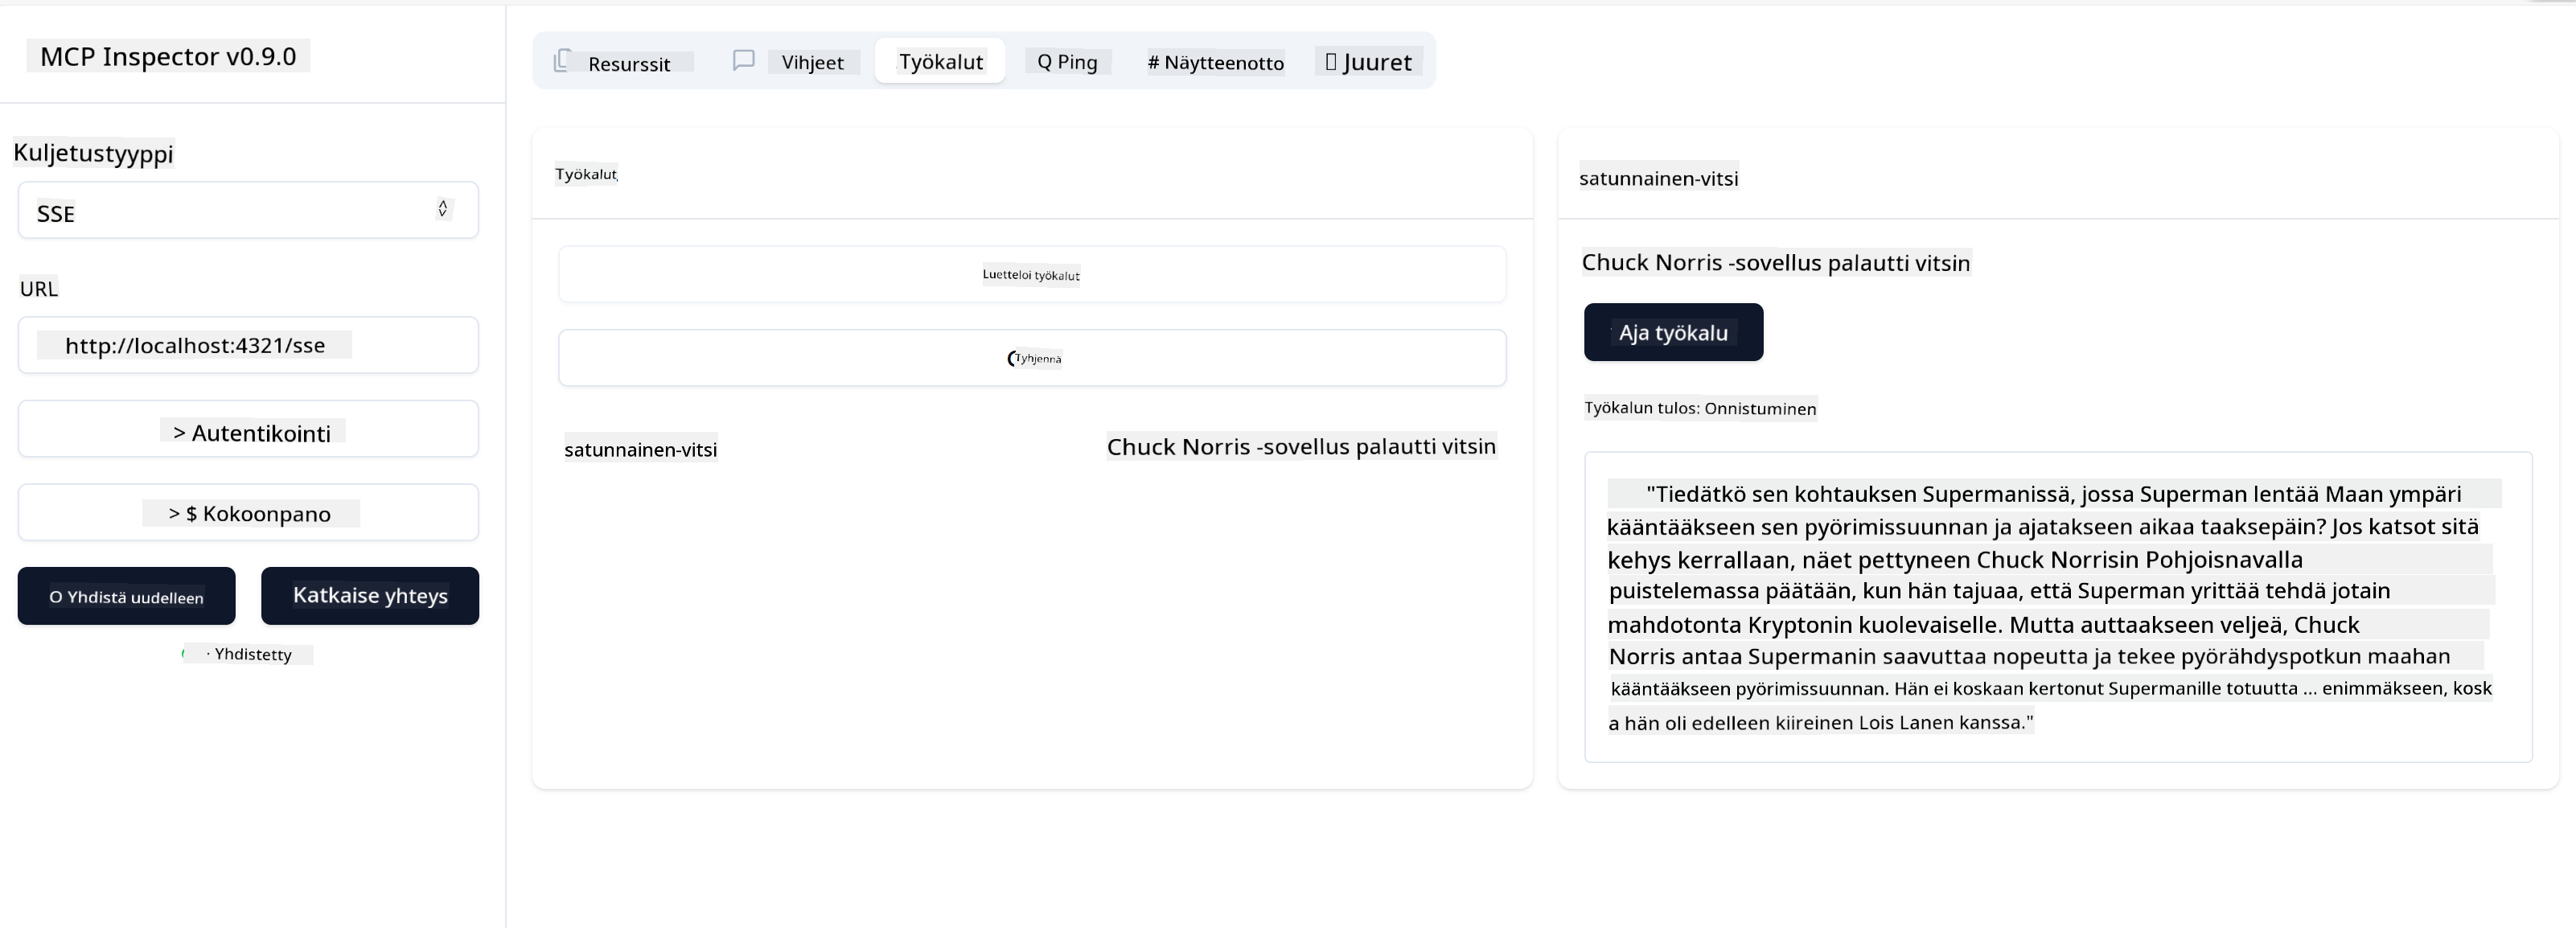 MCP Inspector v0.9.0
Kuljetustyyppi
SSE
URL
http://localhost:4321/sse
> Autentikointi
> $ Kokoonpano
O Yhdistä uudelleen
Katkaise yhteys
· Yhdistetty
Resurssit
Vihjeet
Työkalut
Q Ping
# Näytteenotto
Juuret
Työkalut
Luetteloi työkalut
Tyhjennä
satunnainen-vitsi
Chuck Norris -sovellus palautti vitsin
satunnainen-vitsi
Chuck Norris -sovellus palautti vitsin
Aja työkalu
Työkalun tulos: Onnistuminen
"Tiedätkö sen kohtauksen Supermanissä, jossa Superman lentää Maan ympäri
kääntääkseen sen pyörimissuunnan ja ajatakseen aikaa taaksepäin? Jos katsot sitä
kehys kerrallaan, näet pettyneen Chuck Norrisin Pohjoisnavalla
puistelemassa päätään, kun hän tajuaa, että Superman yrittää tehdä jotain
mahdotonta Kryptonin kuolevaiselle. Mutta auttaakseen veljeä, Chuck
Norris antaa Supermanin saavuttaa nopeutta ja tekee pyörähdyspotkun maahan
kääntääkseen pyörimissuunnan. Hän ei koskaan kertonut Supermanille totuutta ... enimmäkseen, kosk
a hän oli edelleen kiireinen Lois Lanen kanssa."